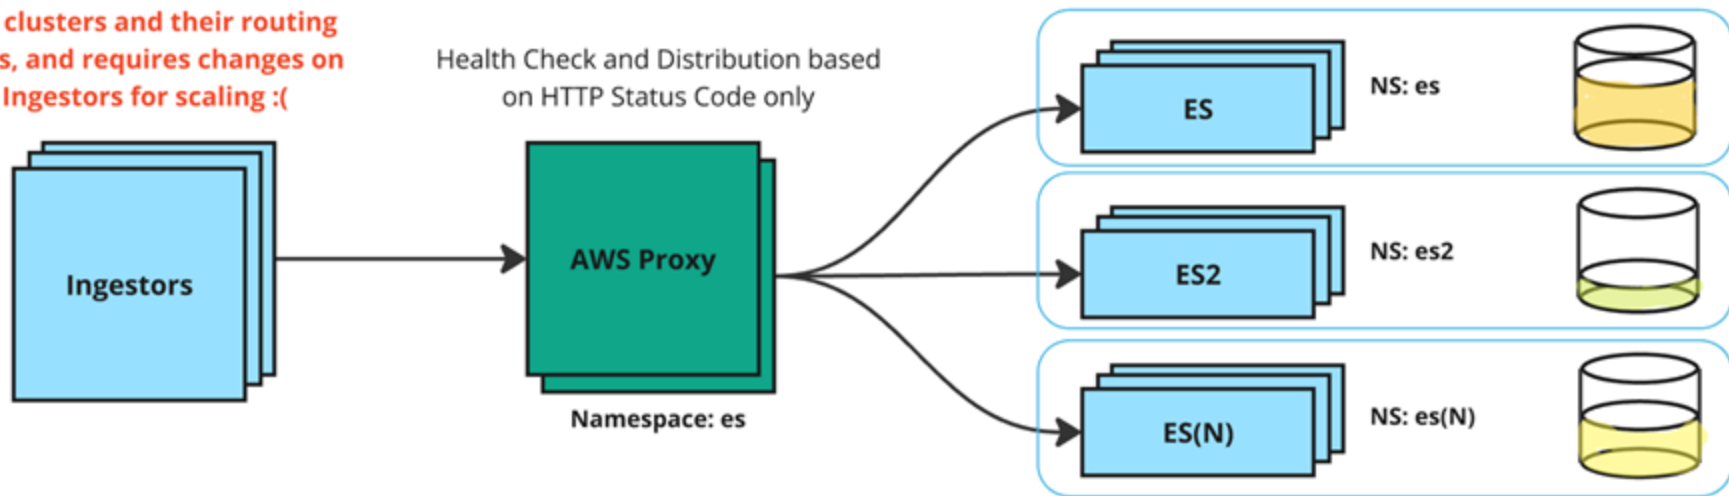 clusters and their routing
s, and requires changes on
Ingestors for scaling :(
Health Check and Distribution based
on HTTP Status Code only
Ingestors
AWS Proxy
Namespace: es
ES
NS: es
ES2
NS: es2
ES(N)
NS: es(N)